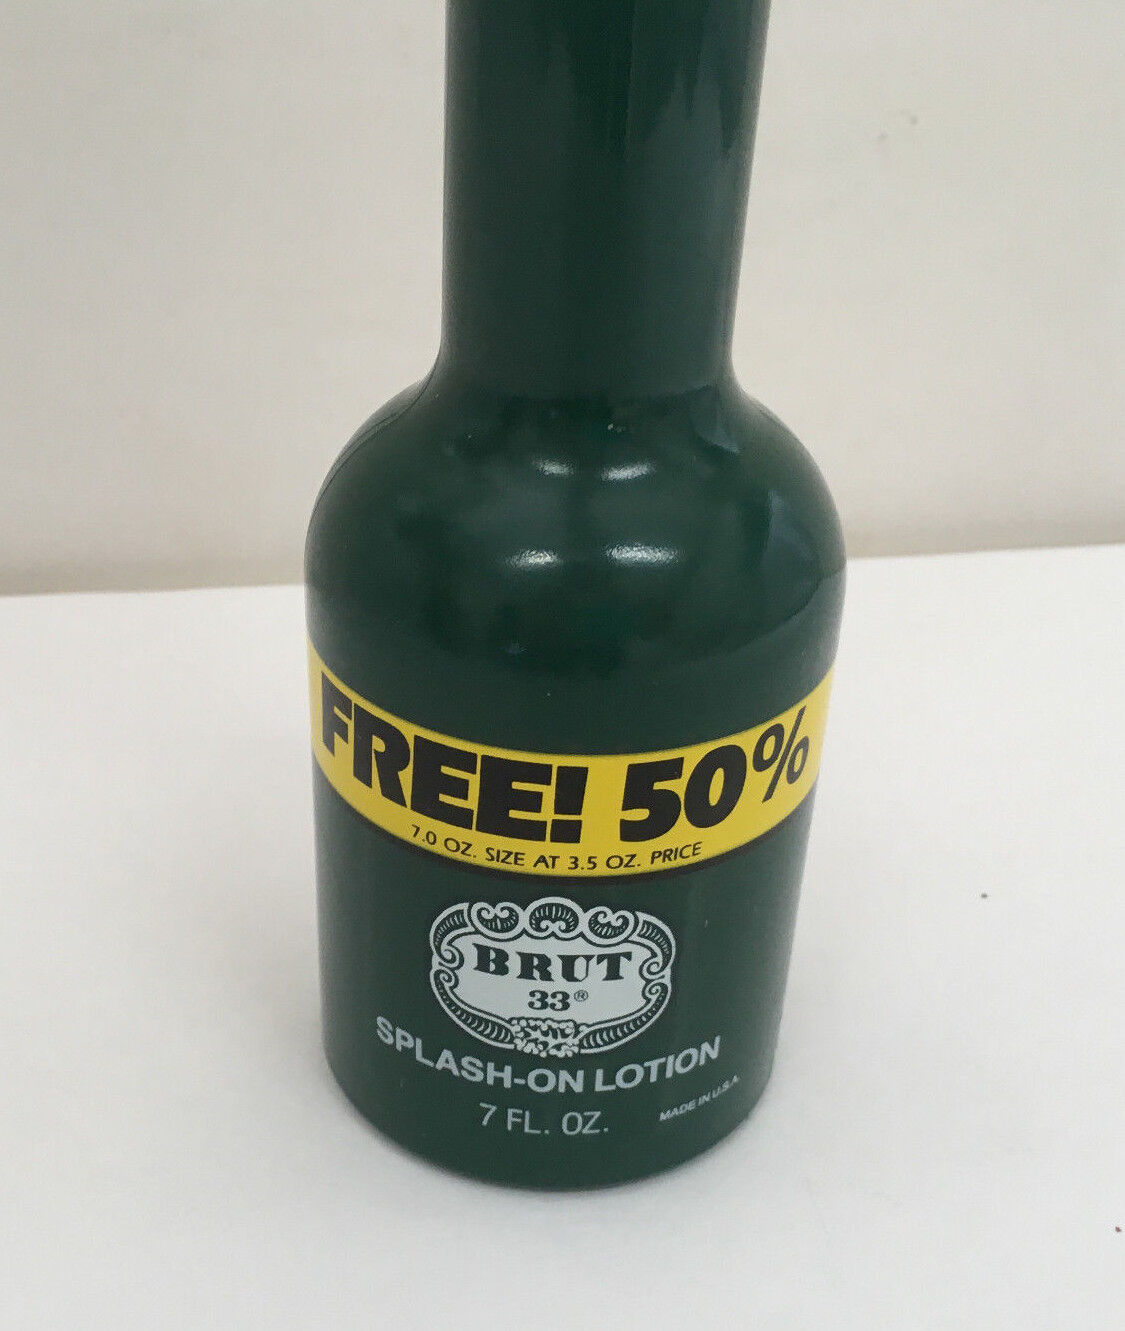 FREE! 50%
7.0 OZ. SIZE AT 3.5 OZ. PRICE
BRUT
33®
SPLASH-ON LOTION
7 FL. OZ.
MADE IN U.S.A.